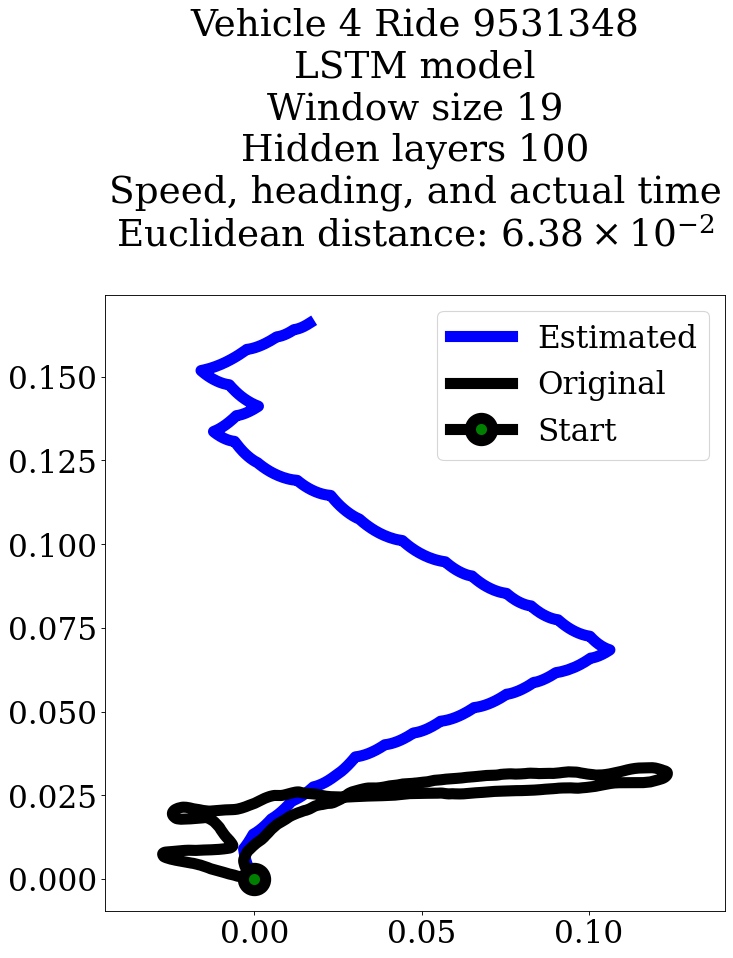 Vehicle 4 Ride 9531348
LSTM model
Window size 19
Hidden layers 100
Speed, heading, and actual time
Euclidean distance: 6.38 × 10⁻²
Estimated
Original
Start
0.150
0.125
0.100
0.075
0.050
0.025
0.000
0.00 0.05 0.10